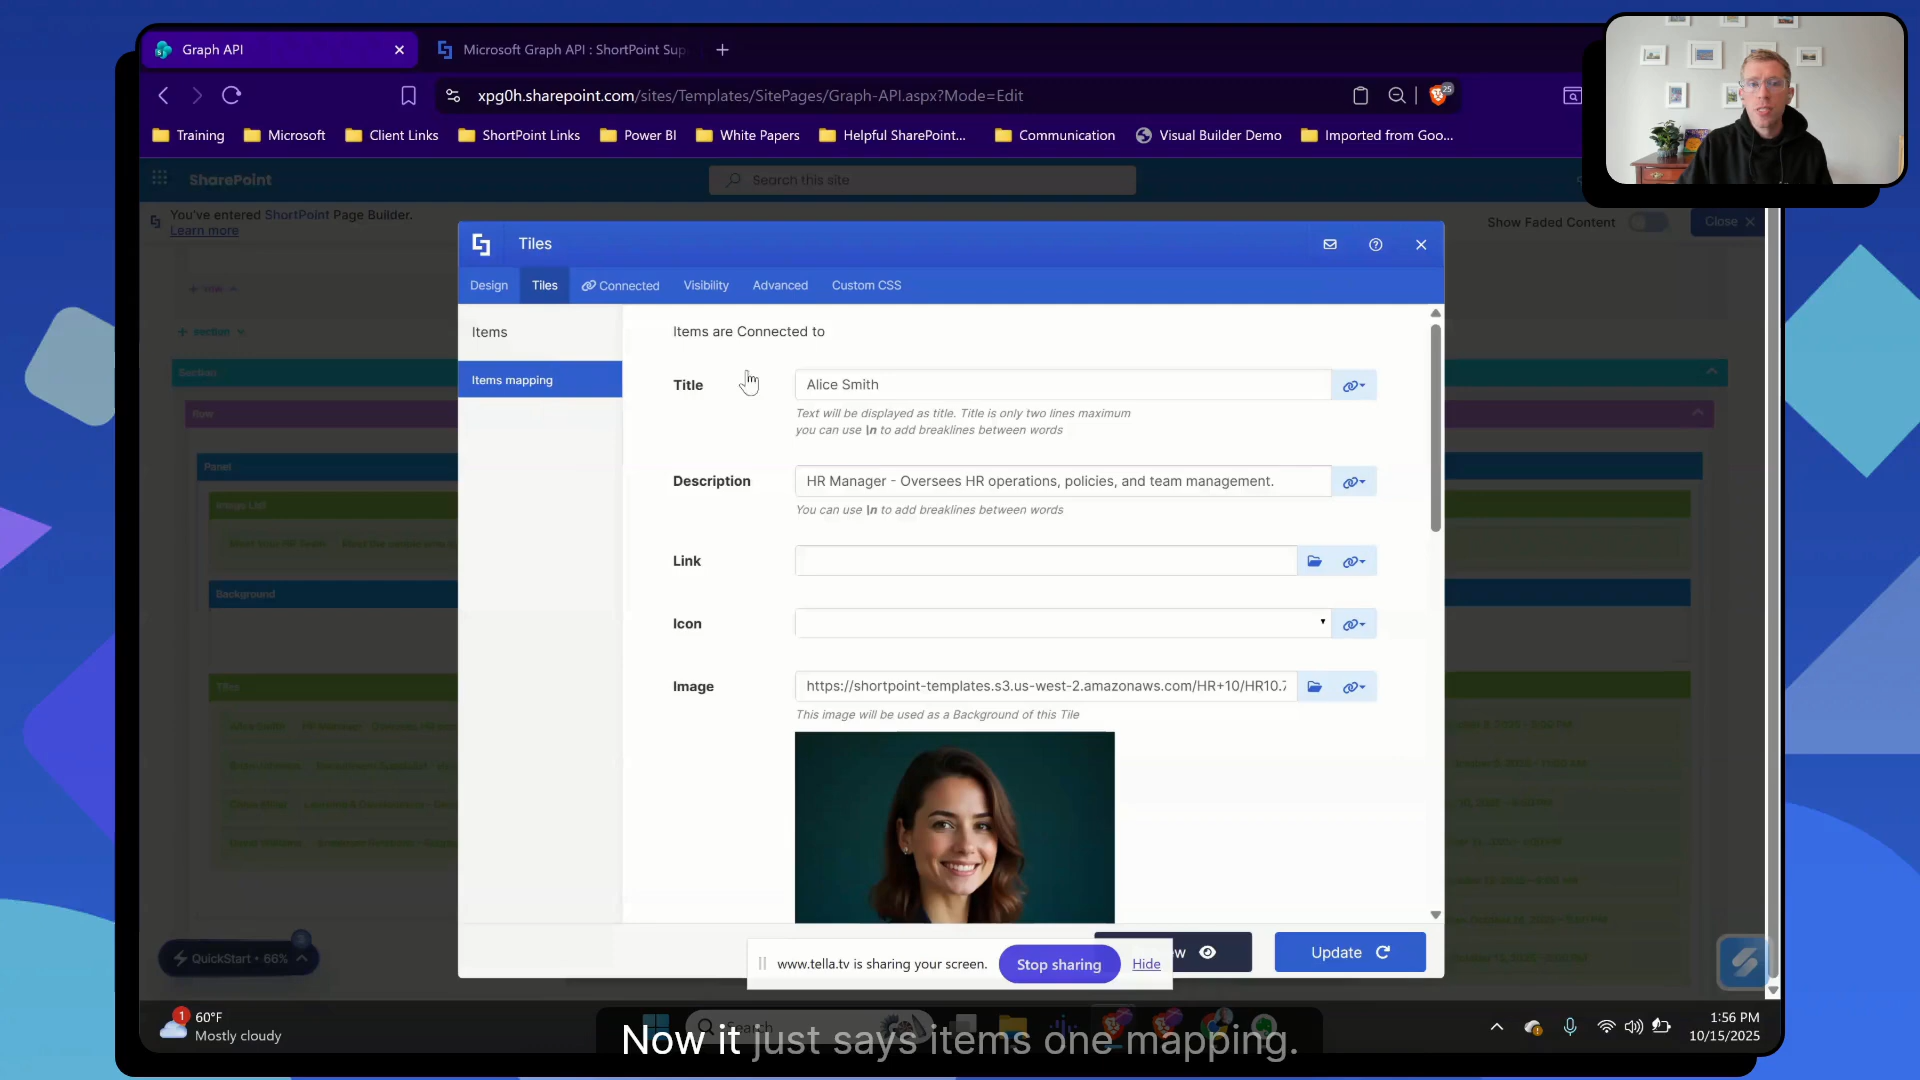 Graph API
Microsoft Graph API : ShortPoint Sup
xpg0h.sharepoint.com/sites/Templates/SitePages/Graph-API.aspx?Mode=Edit
25
Training
Microsoft
Client Links
ShortPoint Links
Power BI
White Papers
Helpful SharePoint...
Communication
Visual Builder Demo
Imported from Goo...
SharePoint
Search this site
You've entered ShortPoint Page Builder.
Learn more
Show Faded Content
Close
+ row
+ section
Section
Row
Panel
Image List
Background
Tiles
Tiles
Design
Tiles
Connected
Visibility
Advanced
Custom CSS
Items
Items mapping
Items are Connected to
Title
Alice Smith
Text will be displayed as title. Title is only two lines maximum
you can use \n to add breaklines between words
Description
HR Manager - Oversees HR operations, policies, and team management.
You can use \n to add breaklines between words
Link
Icon
Image
https://shortpoint-templates.s3.us-west-2.amazonaws.com/HR+10/HR10.7
This image will be used as a Background of this Tile
QuickStart • 66%
3
www.tella.tv is sharing your screen.
Stop sharing
Hide
Update
1
60°F
Mostly cloudy
Search
Now it just says items one mapping.
1:56 PM
10/15/2025